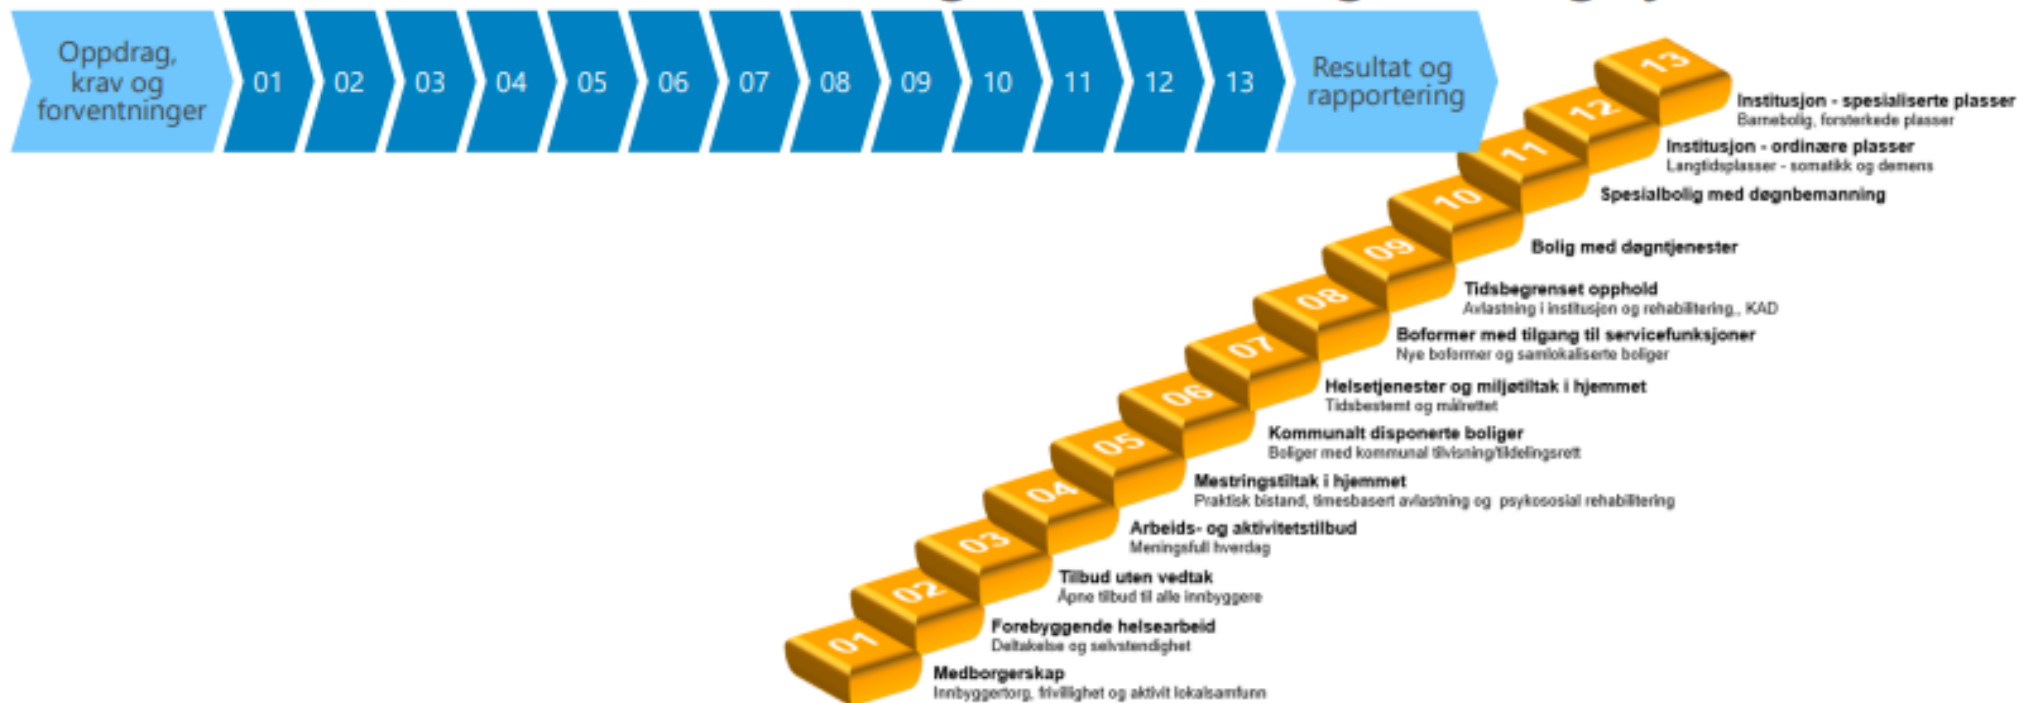 Oppdrag,
krav og
forventninger
01
02
03
04
05
06
07
08
09
10
11
12
13
Resultat og
rapportering
13
Institusjon - spesialiserte plasser
Barnebolig, forsterkede plasser
12
Institusjon - ordinære plasser
Langtidsplasser - somatikk og demens
11
Spesialbolig med døgnbemanning
10
Bolig med døgntjenester
09
Tidsbegrenset opphold
Avlastning i institusjon og rehabilitering,, KAD
08
Boformer med tilgang til servicefunksjoner
Nye boformer og samlokaliserte boliger
07
Helsetjenester og miljøtiltak i hjemmet
Tidsbestemt og målrettet
06
Kommunalt disponerte boliger
Boliger med kommunal tilvisning/tildelingsrett
05
Mestringstiltak i hjemmet
Praktisk bistand, timesbasert avlastning og psykososial rehabilitering
04
Arbeids- og aktivitetstilbud
Meningsfull hverdag
03
Tilbud uten vedtak
Åpne tilbud til alle innbyggere
02
Forebyggende helsearbeid
Deltakelse og selvstendighet
01
Medborgerskap
Innbyggertorg, frivillighet og aktivit lokalsamfunn